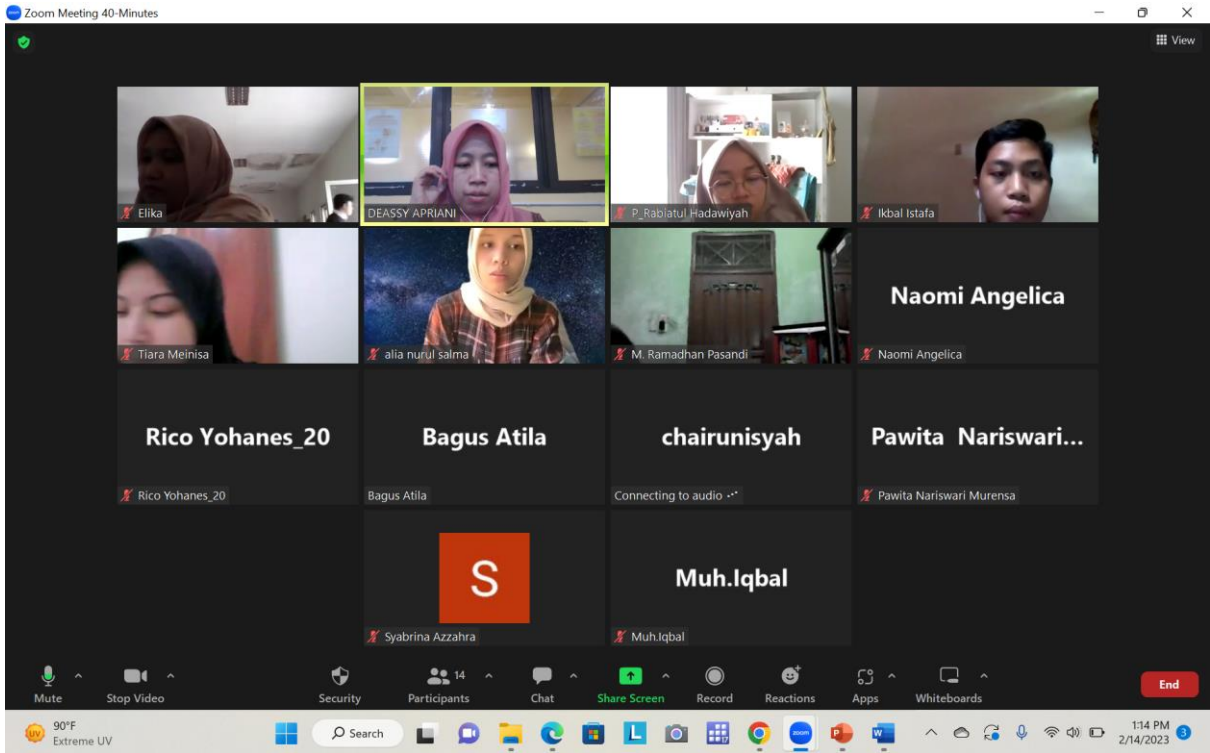 Zoom Meeting 40-Minutes
View
Elika
DEASSY APRIANI
P_Rabiatul Hadawiyah
Ikbal Istafa
Tiara Meinisa
alia nurul salma
M. Ramadhan Pasandi
Naomi Angelica
Naomi Angelica
Rico Yohanes_20
Bagus Atila
chairunisyah
Pawita Nariswari...
Rico Yohanes_20
Bagus Atila
Connecting to audio
Pawita Nariswari Murensa
S
Muh.Iqbal
Syabrina Azzahra
Muh.Iqbal
14
Mute
Stop Video
Security
Participants
Chat
Share Screen
Record
Reactions
Apps
Whiteboards
End
90°F
Extreme UV
Search
1:14 PM
2/14/2023
3